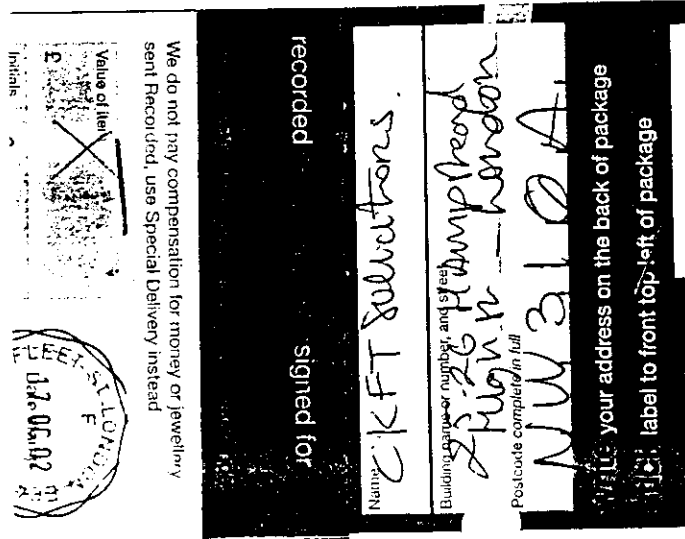 recorded
signed for
We do not pay compensation for money or jewellery
sent Recorded, use Special Delivery instead
Value of item
£
Initials
FLEET-ST-LONDON
F
17 06 02
Name
CKFT Solicitors.
Building name or number, and street
25-26 Hampstead
High st London
Postcode complete in full
NW3 1QA
your address on the back of package
label to front top left of package